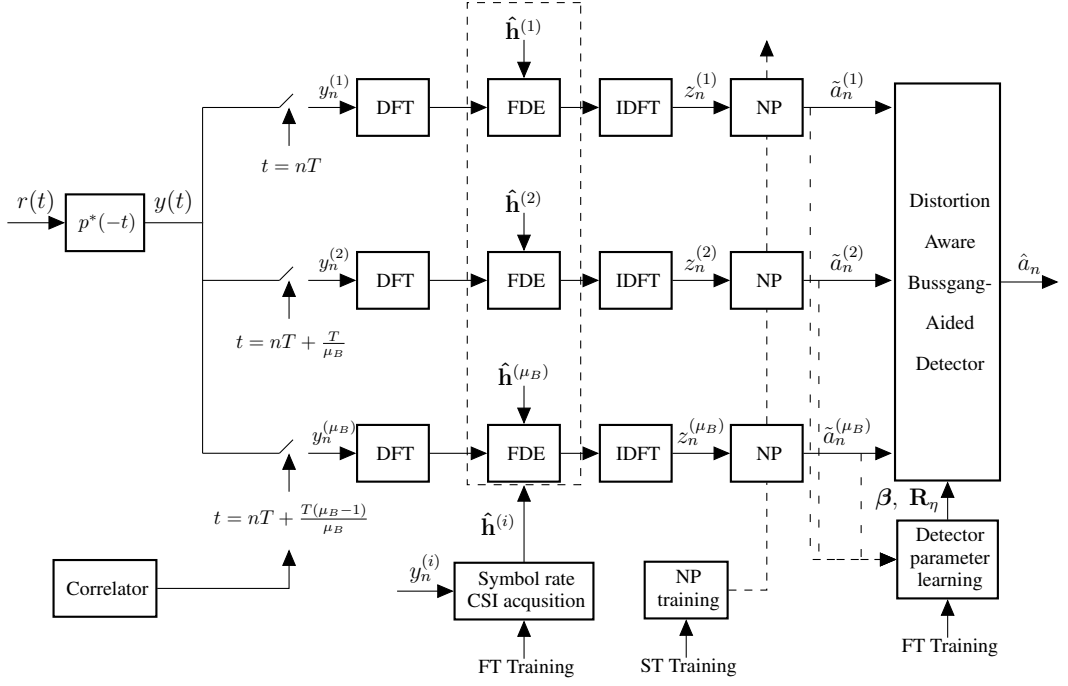 ĥ^(1)
y_n^(1)
DFT
FDE
IDFT
z_n^(1)
NP
ã_n^(1)
t = nT
r(t)
p*(−t)
y(t)
ĥ^(2)
y_n^(2)
DFT
FDE
IDFT
z_n^(2)
NP
ã_n^(2)
t = nT + T/μ_B
Distortion
Aware
Bussgang-
Aided
Detector
â_n
ĥ^(μ_B)
y_n^(μ_B)
DFT
FDE
IDFT
z_n^(μ_B)
NP
ã_n^(μ_B)
t = nT + T(μ_B−1)/μ_B
ĥ^(i)
β, R_η
Correlator
y_n^(i)
Symbol rate
CSI acqusition
FT Training
NP
training
ST Training
Detector
parameter
learning
FT Training